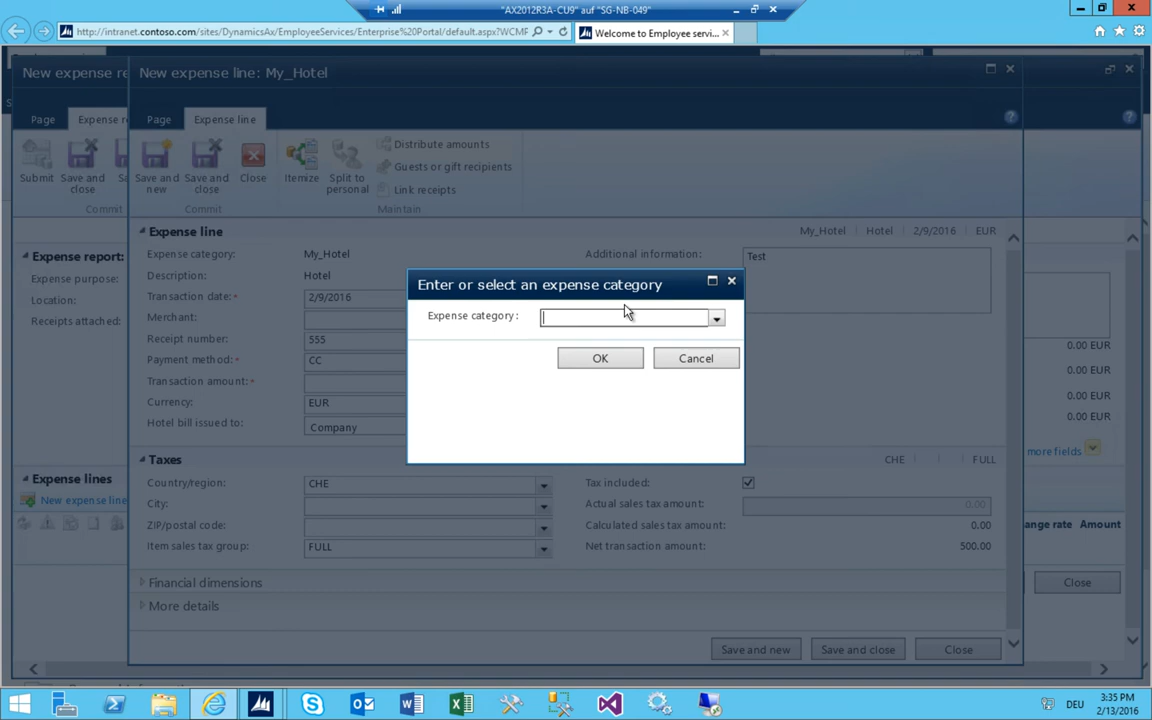 "AX2012R3A-CU9" auf "SG-NB-049"
http://intranet.contoso.com/sites/DynamicsAx/EmployeeServices/Enterprise%20Portal/default.aspx?WCMF
Welcome to Employee servi...
New expense re
New expense line: My_Hotel
Page
Expense r
Page
Expense line
Submit
Save and close
Sa
Save and new
Save and close
Close
Itemize
Split to personal
Distribute amounts
Guests or gift recipients
Link receipts
Commit
Commit
Maintain
Expense report:
Expense purpose:
Location:
Receipts attached:
Expense line
My_Hotel | Hotel | 2/9/2016 | EUR
Expense category: My_Hotel
Additional information: Test
Description: Hotel
Transaction date:* 2/9/2016
Merchant:
Receipt number: 555
Payment method:* CC
Transaction amount:*
Currency: EUR
Hotel bill issued to: Company
Enter or select an expense category
Expense category:
OK
Cancel
0.00 EUR
0.00 EUR
0.00 EUR
0.00 EUR
more fields
Taxes
CHE | | FULL
Country/region: CHE
Tax included:
City:
Actual sales tax amount: 0.00
ZIP/postal code:
Calculated sales tax amount: 0.00
Item sales tax group: FULL
Net transaction amount: 500.00
Expense lines
New expense line
ange rate
Amount
Close
Financial dimensions
More details
Save and new
Save and close
Close
DEU
3:35 PM
2/13/2016